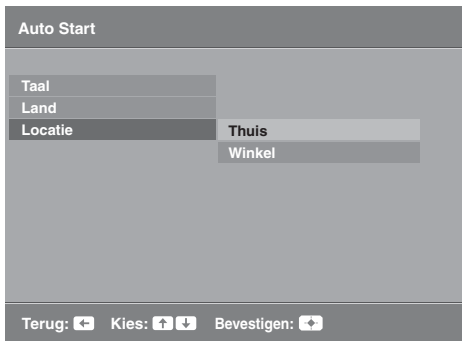 Auto Start
Taal
Land
Locatie
Thuis
Winkel
Terug: Kies: Bevestigen: